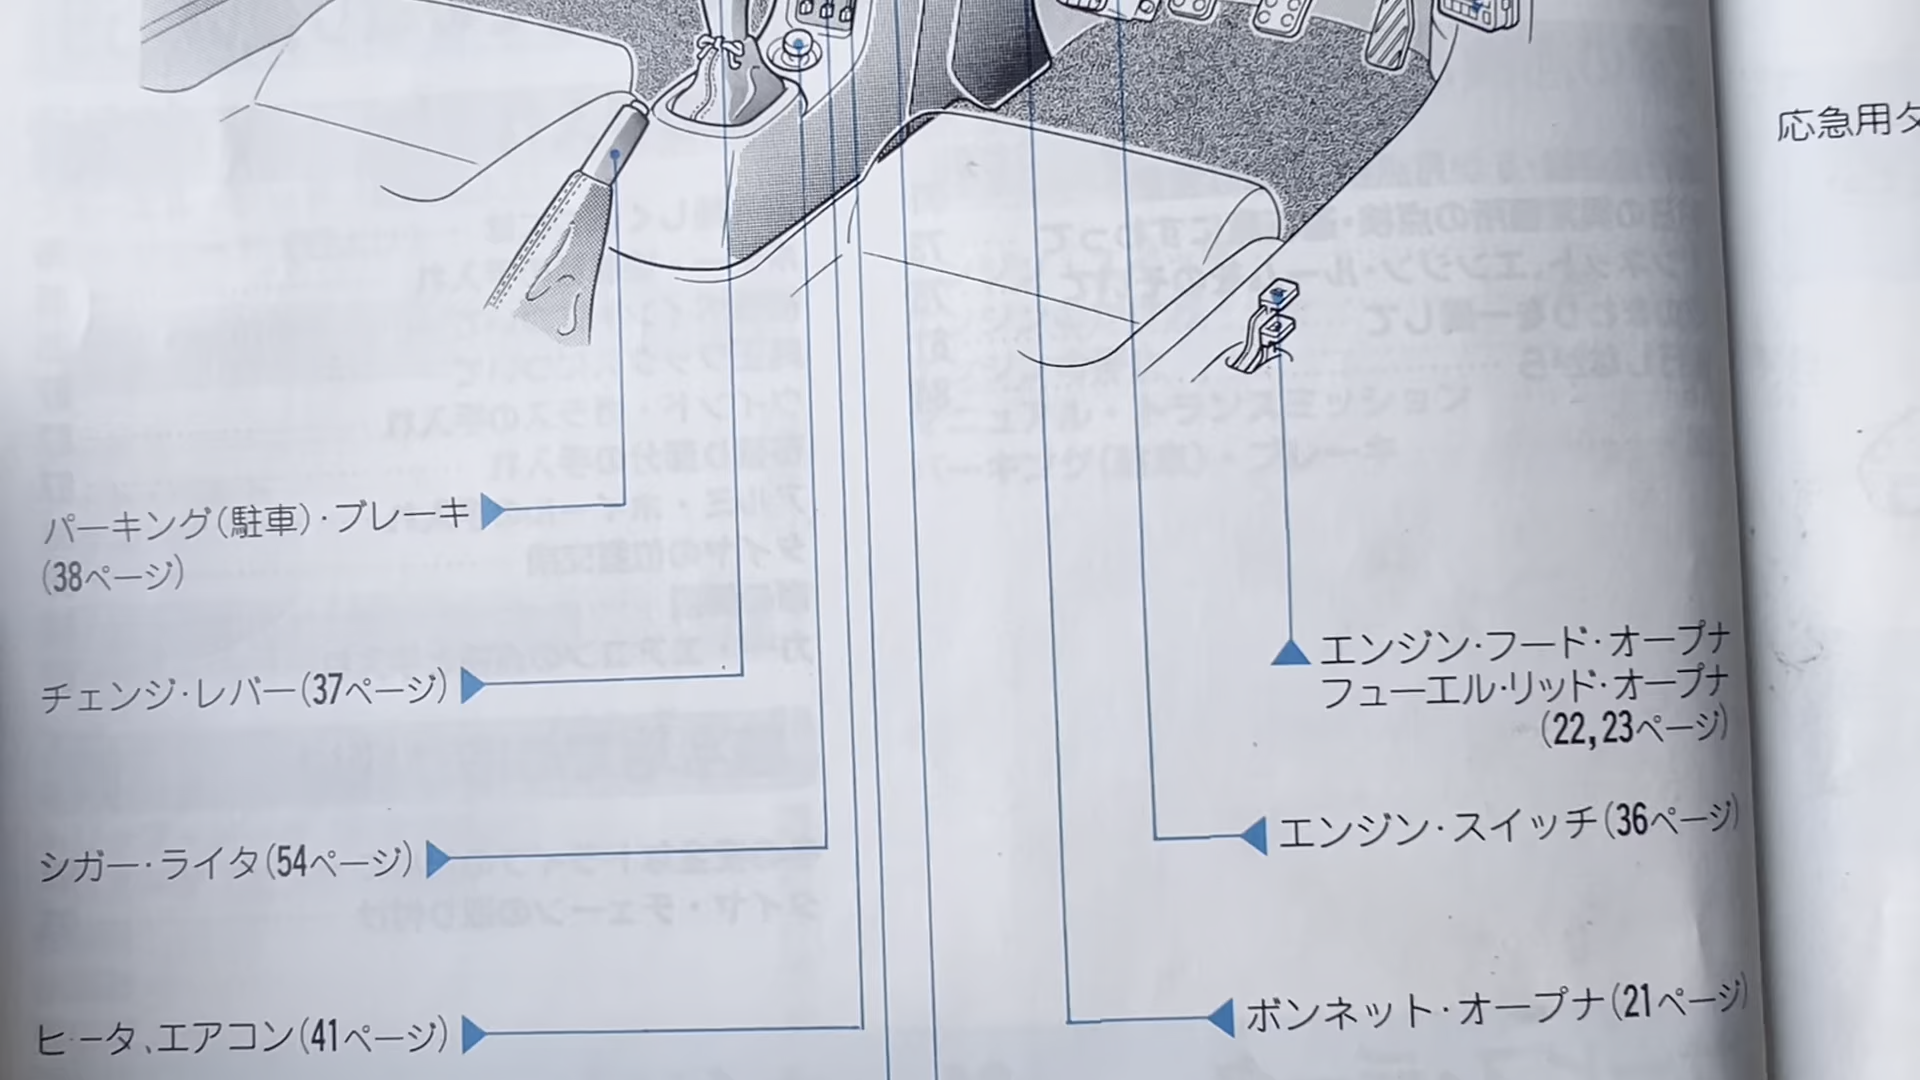 応急用タ
パーキング(駐車)・ブレーキ
(38ページ)
チェンジ・レバー(37ページ)
シガー・ライタ(54ページ)
ヒータ、エアコン(41ページ)
エンジン・フード・オープナ
フューエル・リッド・オープナ
(22,23ページ)
エンジン・スイッチ(36ページ)
ボンネット・オープナ(21ページ)